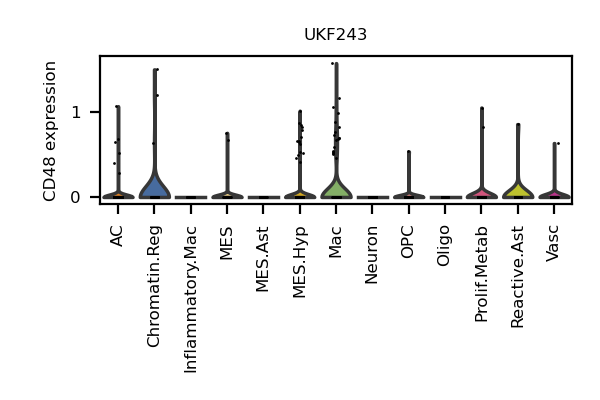 UKF243
CD48 expression
1
0
AC
Chromatin.Reg
Inflammatory.Mac
MES
MES.Ast
MES.Hyp
Mac
Neuron
OPC
Oligo
Prolif.Metab
Reactive.Ast
Vasc